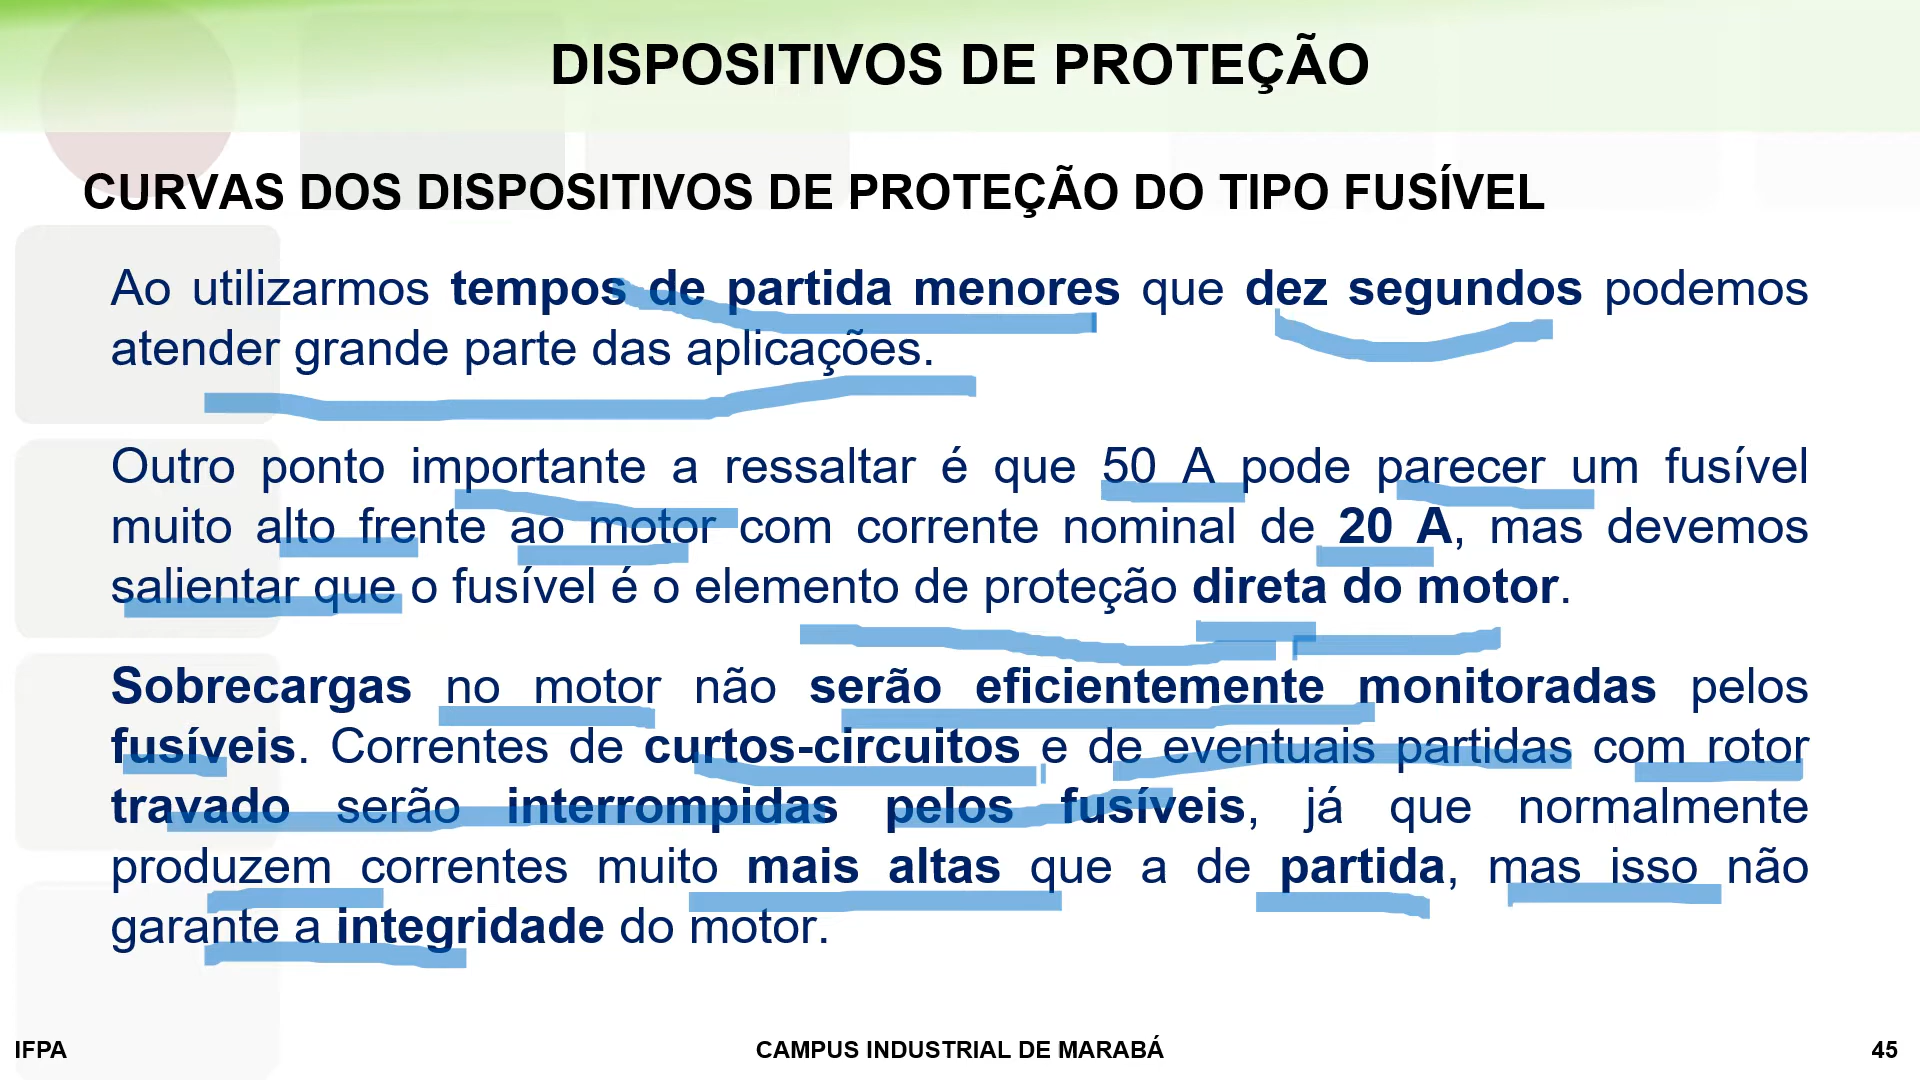 DISPOSITIVOS DE PROTEÇÃO
CURVAS DOS DISPOSITIVOS DE PROTEÇÃO DO TIPO FUSÍVEL
Ao utilizarmos tempos de partida menores que dez segundos podemos
atender grande parte das aplicações.
Outro ponto importante a ressaltar é que 50 A pode parecer um fusível
muito alto frente ao motor com corrente nominal de 20 A, mas devemos
salientar que o fusível é o elemento de proteção direta do motor.
Sobrecargas no motor não serão eficientemente monitoradas pelos
fusíveis. Correntes de curtos-circuitos e de eventuais partidas com rotor
travado serão interrompidas pelos fusíveis, já que normalmente
produzem correntes muito mais altas que a de partida, mas isso não
garante a integridade do motor.
IFPA
CAMPUS INDUSTRIAL DE MARABÁ
45